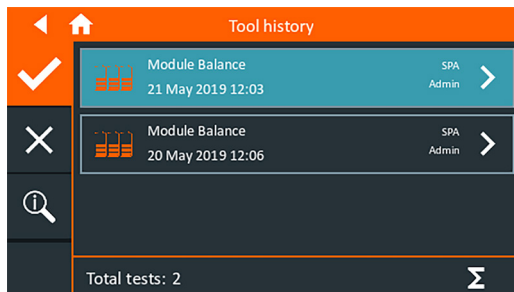 Tool history
Module Balance
SPA
21 May 2019 12:03
Admin
Module Balance
SPA
20 May 2019 12:06
Admin
Total tests: 2
Σ